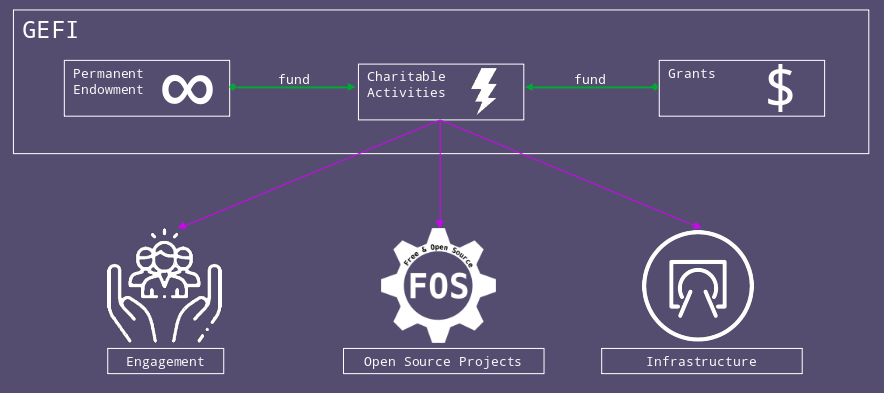 GEFI
Permanent
Endowment
fund
Charitable
Activities
fund
Grants
$
Free & Open Source
FOS
Engagement
Open Source Projects
Infrastructure